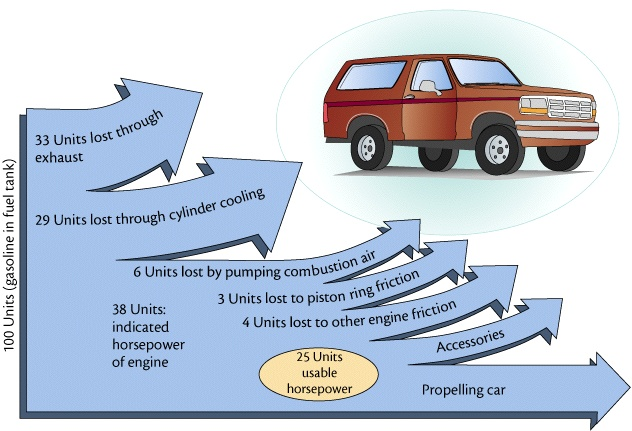 100 Units (gasoline in fuel tank)
33 Units lost through
exhaust
29 Units lost through cylinder cooling
6 Units lost by pumping combustion air
3 Units lost to piston ring friction
4 Units lost to other engine friction
38 Units:
indicated
horsepower
of engine
Accessories
25 Units
usable
horsepower
Propelling car